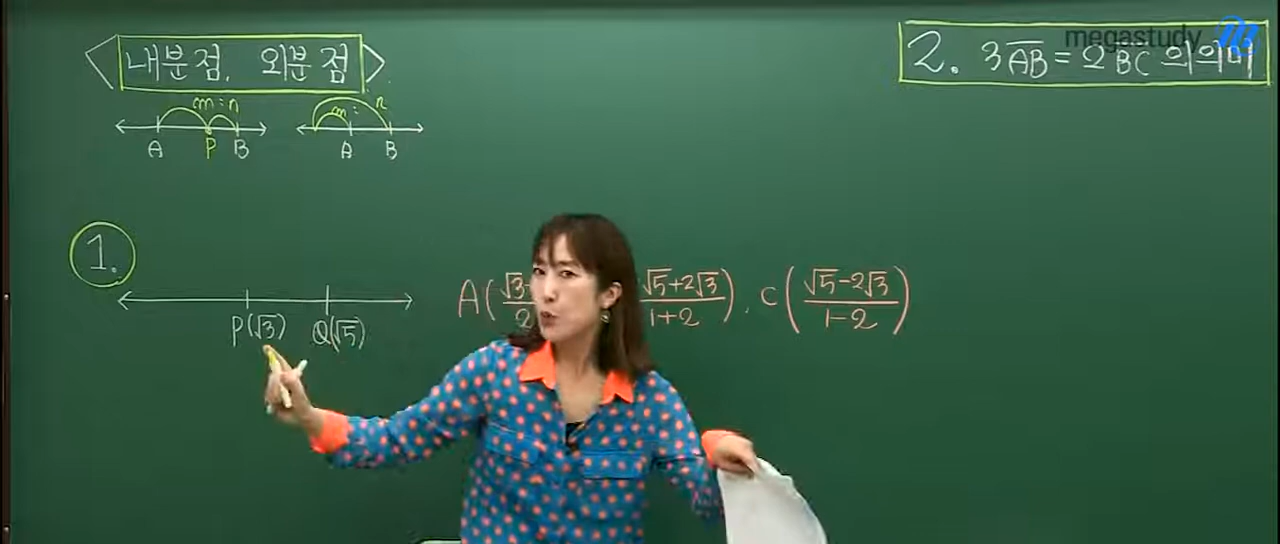 내분점. 외분점
megastudy
2. 3AB = 2BC 의 의미
m : n
m : n
A P B
A B
1.
A(√3 √5+2√3/1+2), C(√5-2√3/1-2)
P(√3) Q(√5)